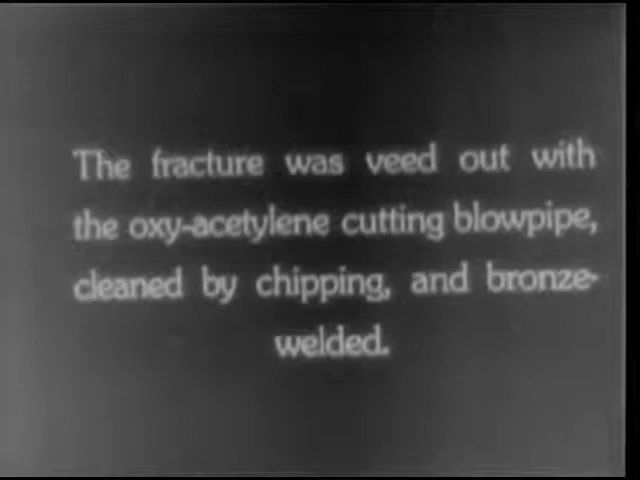 The fracture was veed out with
the oxy-acetylene cutting blowpipe,
cleaned by chipping, and bronze-
welded.